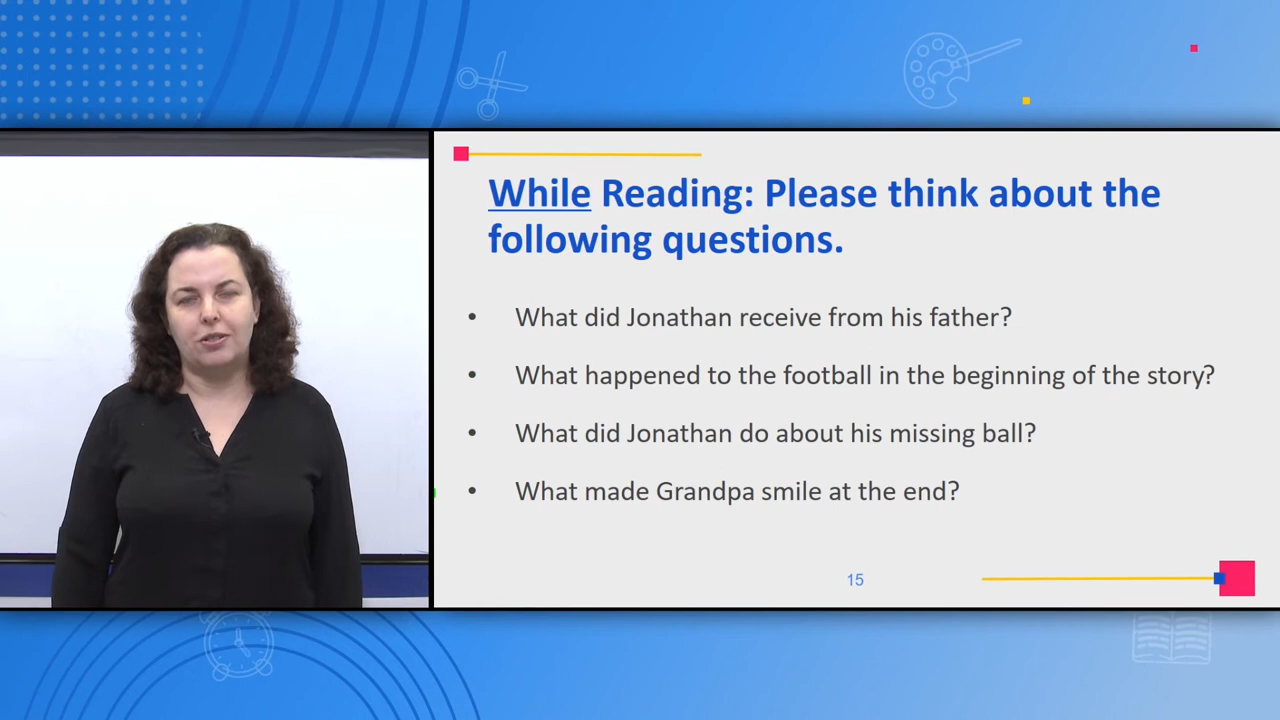 While Reading: Please think about the
following questions.
• What did Jonathan receive from his father?
• What happened to the football in the beginning of the story?
• What did Jonathan do about his missing ball?
• What made Grandpa smile at the end?
15